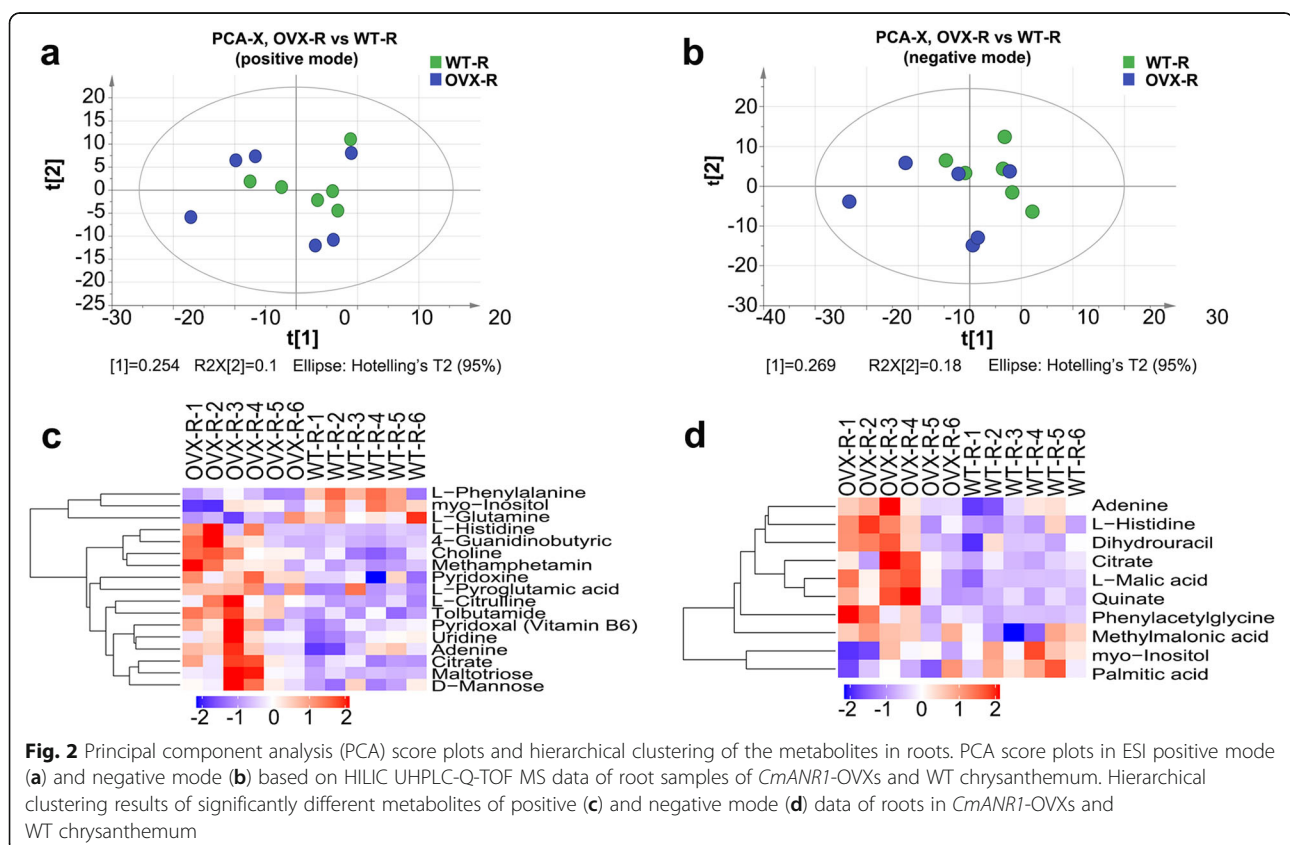 a
PCA-X, OVX-R vs WT-R
(positive mode)
WT-R
OVX-R
20
15
10
5
0
-5
-10
-15
-20
-25
t[2]
-30
-20
-10
0
10
20
t[1]
[1]=0.254 R2X[2]=0.1 Ellipse: Hotelling's T2 (95%)
b
PCA-X, OVX-R vs WT-R
(negative mode)
WT-R
OVX-R
20
10
0
-10
-20
-30
t[2]
-40
-30
-20
-10
0
10
20
30
t[1]
[1]=0.269 R2X[2]=0.18 Ellipse: Hotelling's T2 (95%)
c
OVX-R-1
OVX-R-2
OVX-R-3
OVX-R-4
OVX-R-5
OVX-R-6
WT-R-1
WT-R-2
WT-R-3
WT-R-4
WT-R-5
WT-R-6
L-Phenylalanine
myo-Inositol
L-Glutamine
L-Histidine
4-Guanidinobutyric
Choline
Methamphetamin
Pyridoxine
L-Pyroglutamic acid
L-Citrulline
Tolbutamide
Pyridoxal (Vitamin B6)
Uridine
Adenine
Citrate
Maltotriose
D-Mannose
-2 -1 0 1 2
d
OVX-R-1
OVX-R-2
OVX-R-3
OVX-R-4
OVX-R-5
OVX-R-6
WT-R-1
WT-R-2
WT-R-3
WT-R-4
WT-R-5
WT-R-6
Adenine
L-Histidine
Dihydrouracil
Citrate
L-Malic acid
Quinate
Phenylacetylglycine
Methylmalonic acid
myo-Inositol
Palmitic acid
-2 -1 0 1 2
Fig. 2 Principal component analysis (PCA) score plots and hierarchical clustering of the metabolites in roots. PCA score plots in ESI positive mode
(a) and negative mode (b) based on HILIC UHPLC-Q-TOF MS data of root samples of CmANR1-OVXs and WT chrysanthemum. Hierarchical
clustering results of significantly different metabolites of positive (c) and negative mode (d) data of roots in CmANR1-OVXs and
WT chrysanthemum